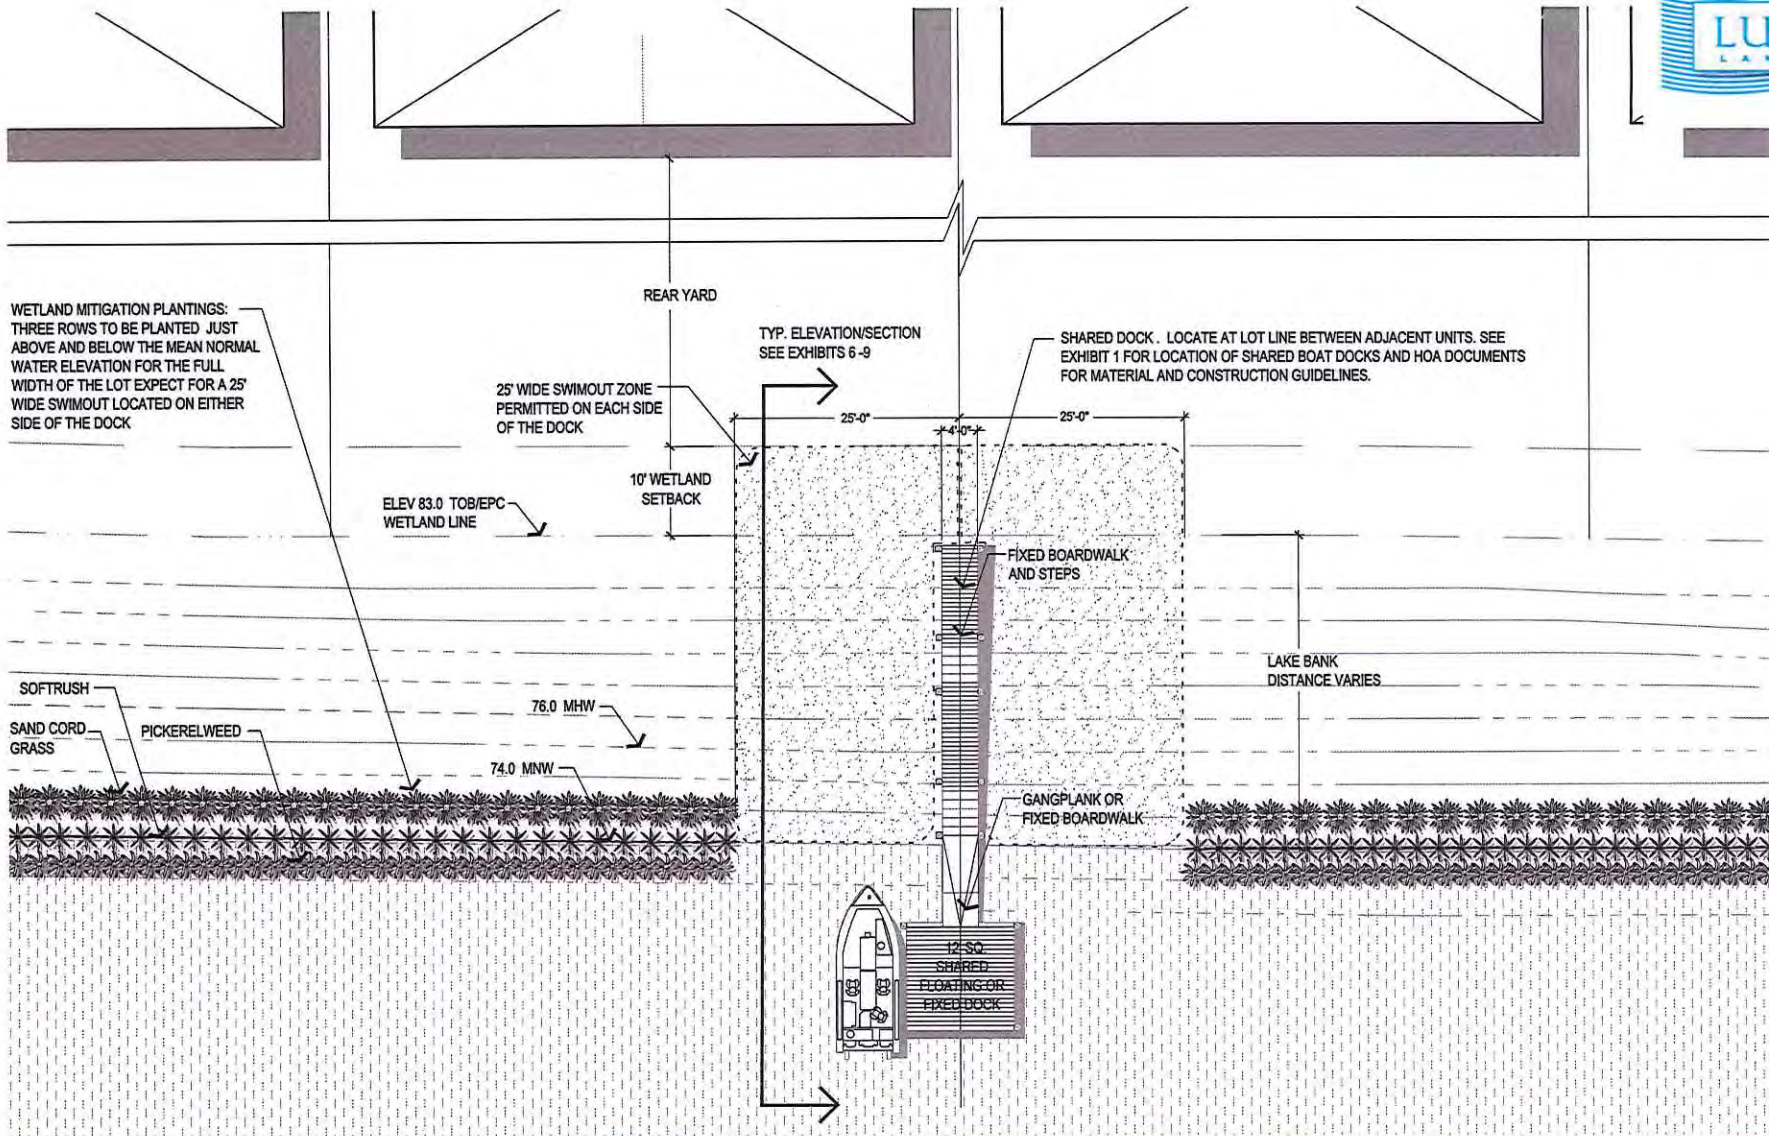 LU
L A
WETLAND MITIGATION PLANTINGS:
THREE ROWS TO BE PLANTED JUST
ABOVE AND BELOW THE MEAN NORMAL
WATER ELEVATION FOR THE FULL
WIDTH OF THE LOT EXPECT FOR A 25'
WIDE SWIMOUT LOCATED ON EITHER
SIDE OF THE DOCK
REAR YARD
TYP. ELEVATION/SECTION
SEE EXHIBITS 6 -9
SHARED DOCK . LOCATE AT LOT LINE BETWEEN ADJACENT UNITS. SEE
EXHIBIT 1 FOR LOCATION OF SHARED BOAT DOCKS AND HOA DOCUMENTS
FOR MATERIAL AND CONSTRUCTION GUIDELINES.
25' WIDE SWIMOUT ZONE
PERMITTED ON EACH SIDE
OF THE DOCK
25'-0"
25'-0"
4'-0"
10' WETLAND
SETBACK
ELEV 83.0 TOB/EPC
WETLAND LINE
FIXED BOARDWALK
AND STEPS
LAKE BANK
DISTANCE VARIES
SOFTRUSH
SAND CORD
GRASS
PICKERELWEED
76.0 MHW
74.0 MNW
GANGPLANK OR
FIXED BOARDWALK
12 SQ.
SHARED
FLOATING OR
FIXED DOCK